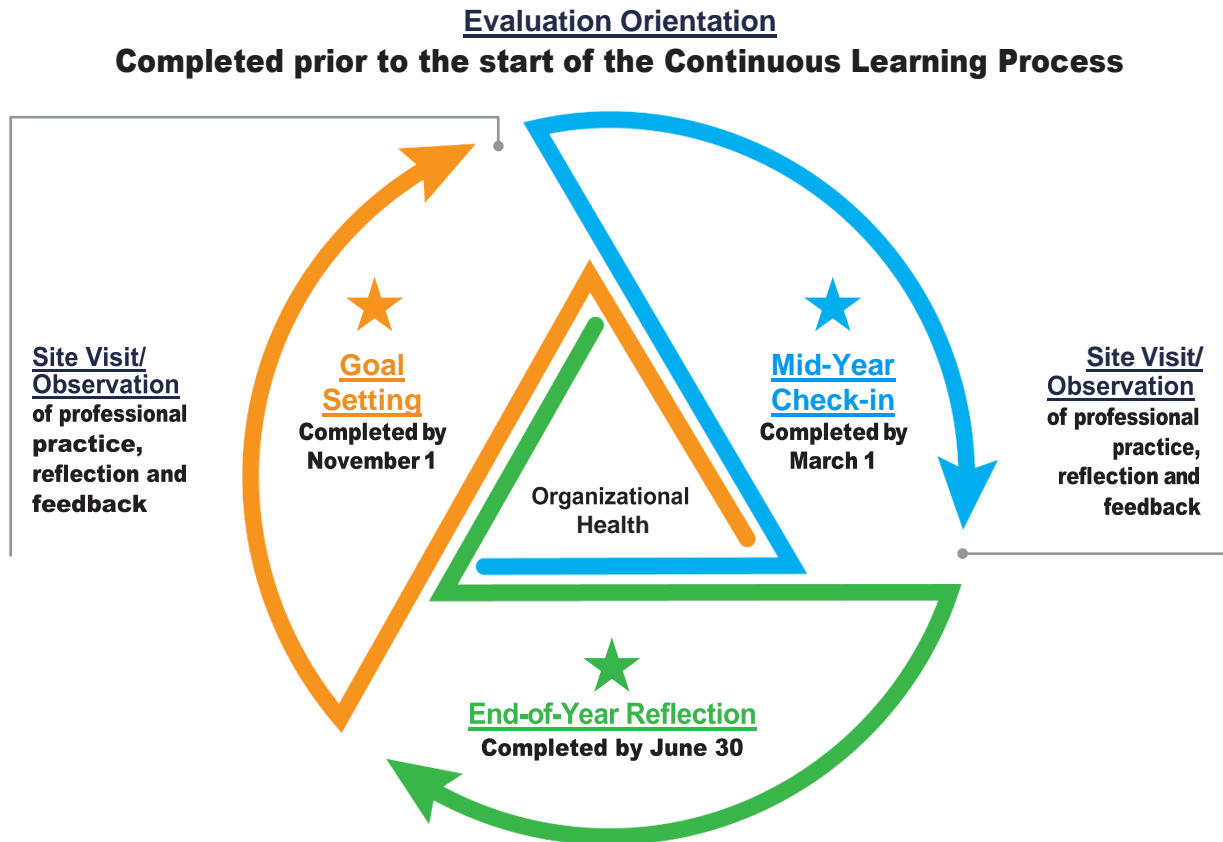 Evaluation Orientation
Completed prior to the start of the Continuous Learning Process
Site Visit/
Observation
of professional
practice,
reflection and
feedback
Goal
Setting
Completed by
November 1
Organizational
Health
Mid-Year
Check-in
Completed by
March 1
Site Visit/
Observation
of professional
practice,
reflection and
feedback
End-of-Year Reflection
Completed by June 30